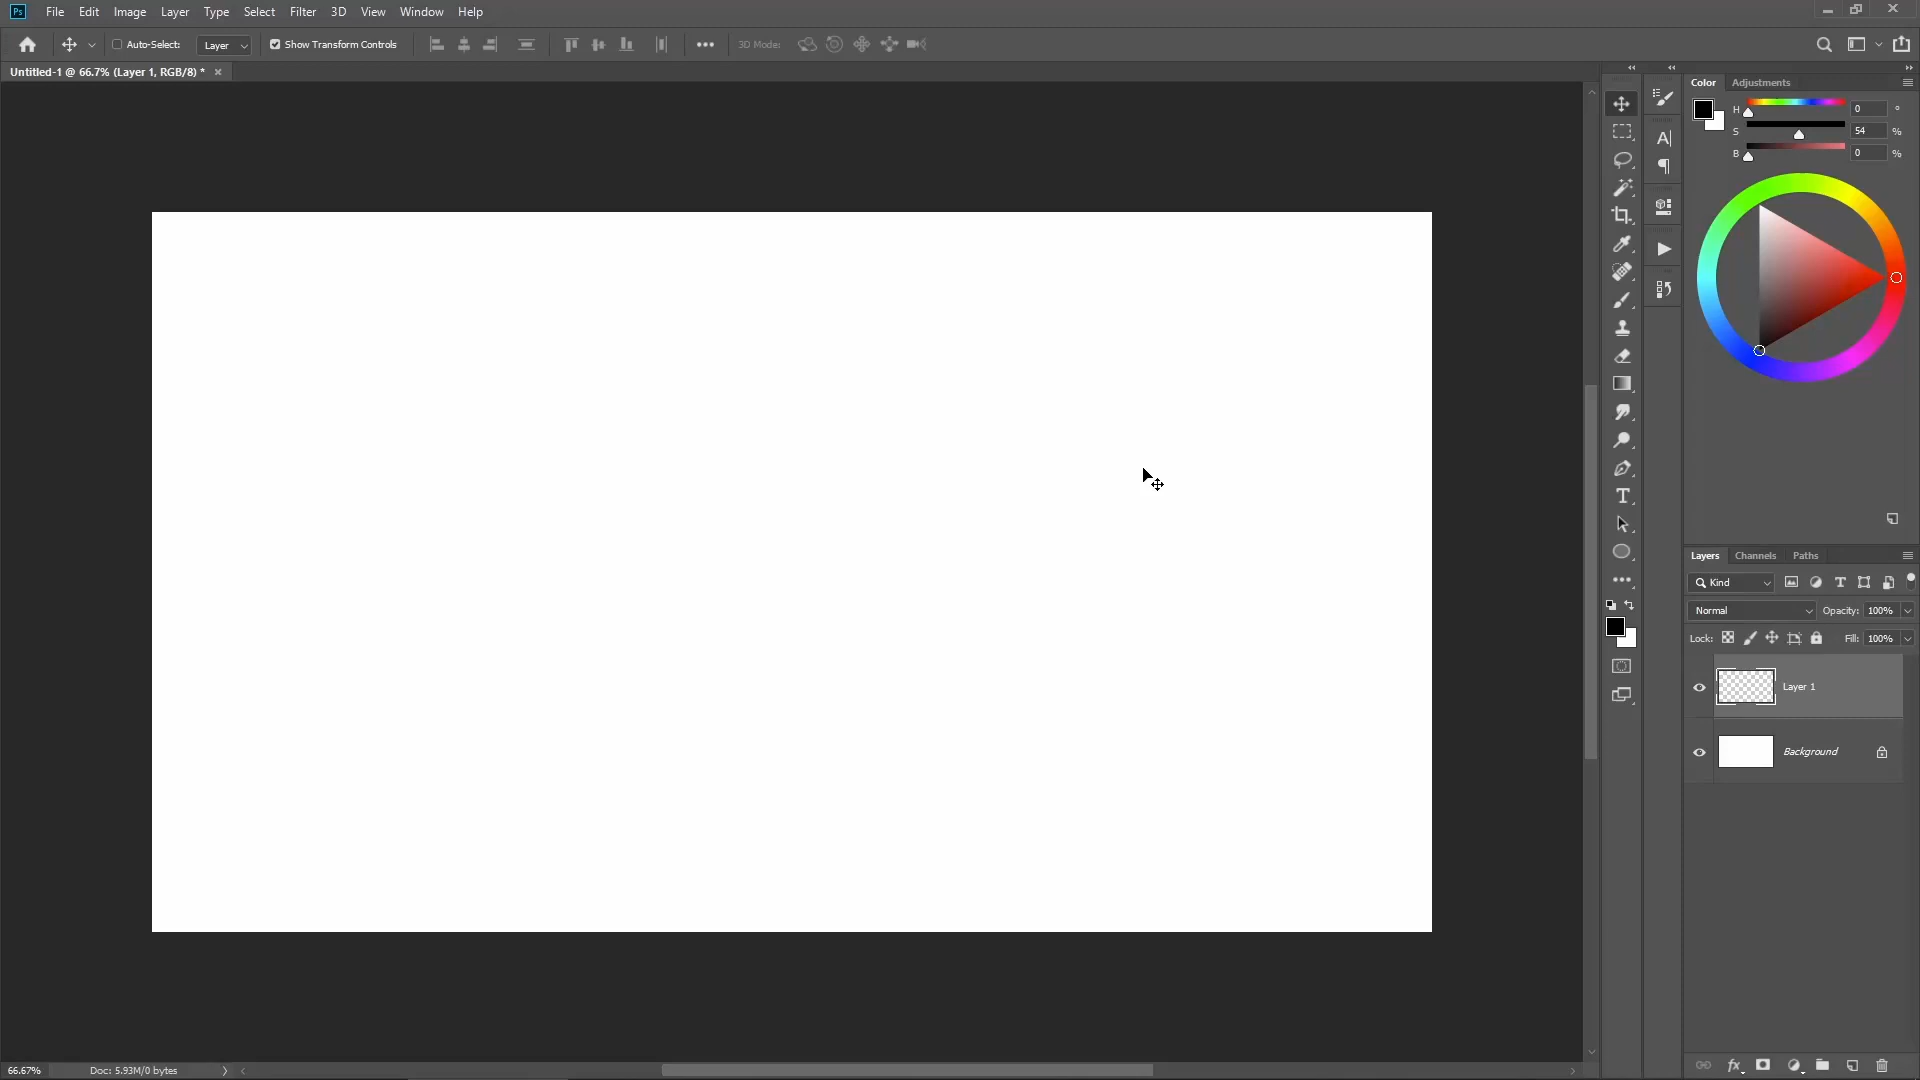 Ps File Edit Image Layer Type Select Filter 3D View Window Help
Auto-Select: Layer Show Transform Controls 3D Mode:
Untitled-1 @ 66.7% (Layer 1, RGB/8) *
Color Adjustments
H 0 °
S 54 %
B 0 %
Layers Channels Paths
Kind
Normal Opacity: 100%
Lock: Fill: 100%
Layer 1
Background
66.67% Doc: 5.93M/0 bytes